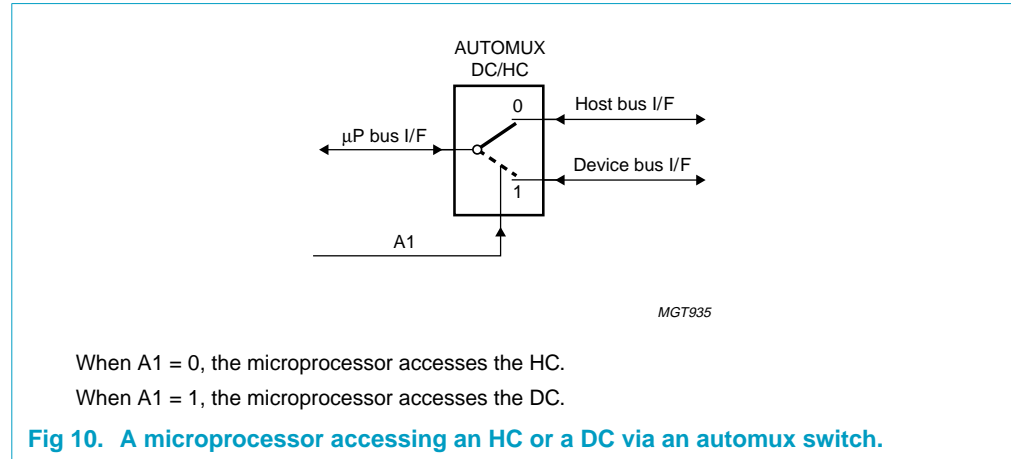 AUTOMUX
DC/HC
0
Host bus I/F
μP bus I/F
Device bus I/F
1
A1
MGT935
When A1 = 0, the microprocessor accesses the HC.
When A1 = 1, the microprocessor accesses the DC.
Fig 10. A microprocessor accessing an HC or a DC via an automux switch.